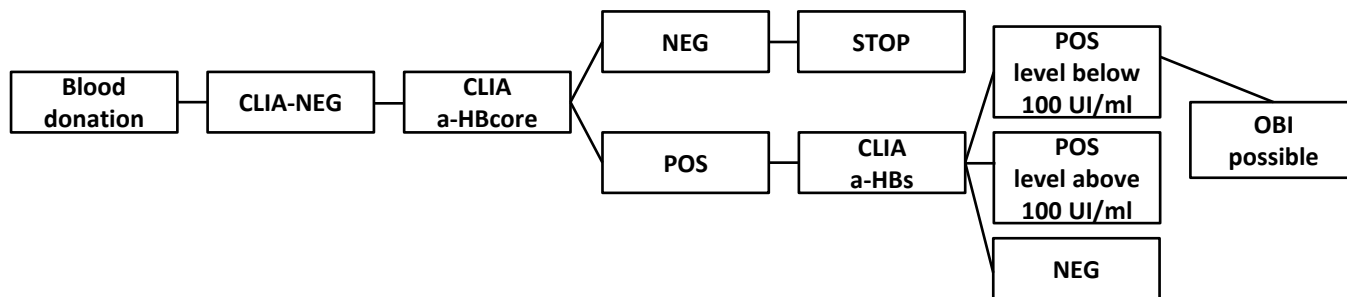 Blood
donation
CLIA-NEG
CLIA
a-HBcore
NEG
STOP
POS
CLIA
a-HBs
POS
level below
100 UI/ml
POS
level above
100 UI/ml
NEG
OBI
possible